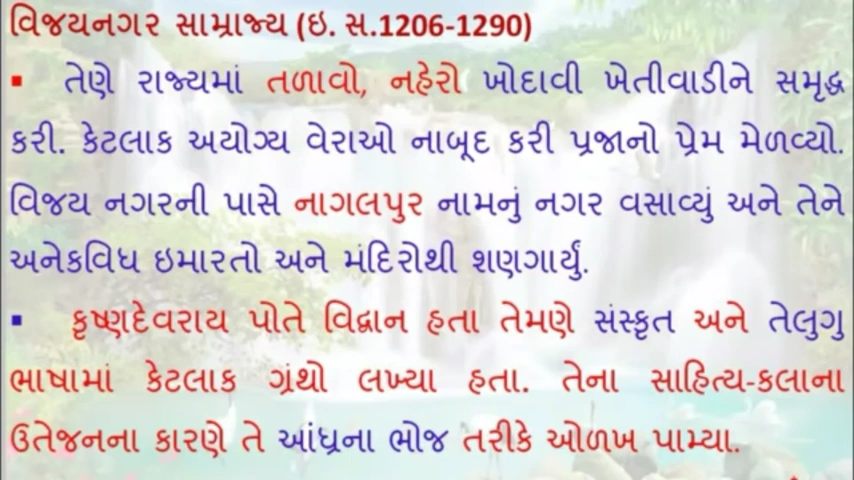 વિજયનગર સામ્રાજ્ય (ઇ. સ.1206-1290)
▪ તેણે રાજ્યમાં તળાવો, નહેરો ખોદાવી ખેતીવાડીને સમૃદ્ધ
કરી. કેટલાક અયોગ્ય વેરાઓ નાબૂદ કરી પ્રજાનો પ્રેમ મેળવ્યો.
વિજય નગરની પાસે નાગલપુર નામનું નગર વસાવ્યું અને તેને
અનેકવિધ ઇમારતો અને મંદિરોથી શણગાર્યું.
▪ કૃષ્ણદેવરાય પોતે વિદ્વાન હતા તેમણે સંસ્કૃત અને તેલુગુ
ભાષામાં કેટલાક ગ્રંથો લખ્યા હતા. તેના સાહિત્ય-કલાના
ઉતેજનના કારણે તે આંધ્રના ભોજ તરીકે ઓળખ પામ્યા.